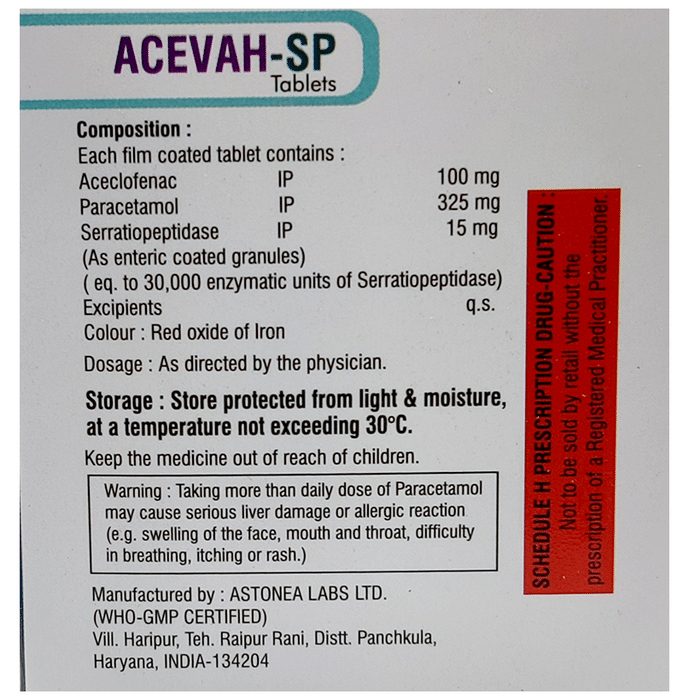 ACEVAH-SP
Tablets
Composition :
Each film coated tablet contains :
Aceclofenac IP 100 mg
Paracetamol IP 325 mg
Serratiopeptidase IP 15 mg
(As enteric coated granules)
( eq. to 30,000 enzymatic units of Serratiopeptidase)
Excipients q.s.
Colour : Red oxide of Iron
Dosage : As directed by the physician.
Storage : Store protected from light & moisture,
at a temperature not exceeding 30°C.
Keep the medicine out of reach of children.
Warning : Taking more than daily dose of Paracetamol
may cause serious liver damage or allergic reaction
(e.g. swelling of the face, mouth and throat, difficulty
in breathing, itching or rash.)
Manufactured by : ASTONEA LABS LTD.
(WHO-GMP CERTIFIED)
Vill. Haripur, Teh. Raipur Rani, Distt. Panchkula,
Haryana, INDIA-134204
SCHEDULE H PRESCRIPTION DRUG-CAUTION :
Not to be sold by retail without the
prescription of a Registered Medical Practitioner.